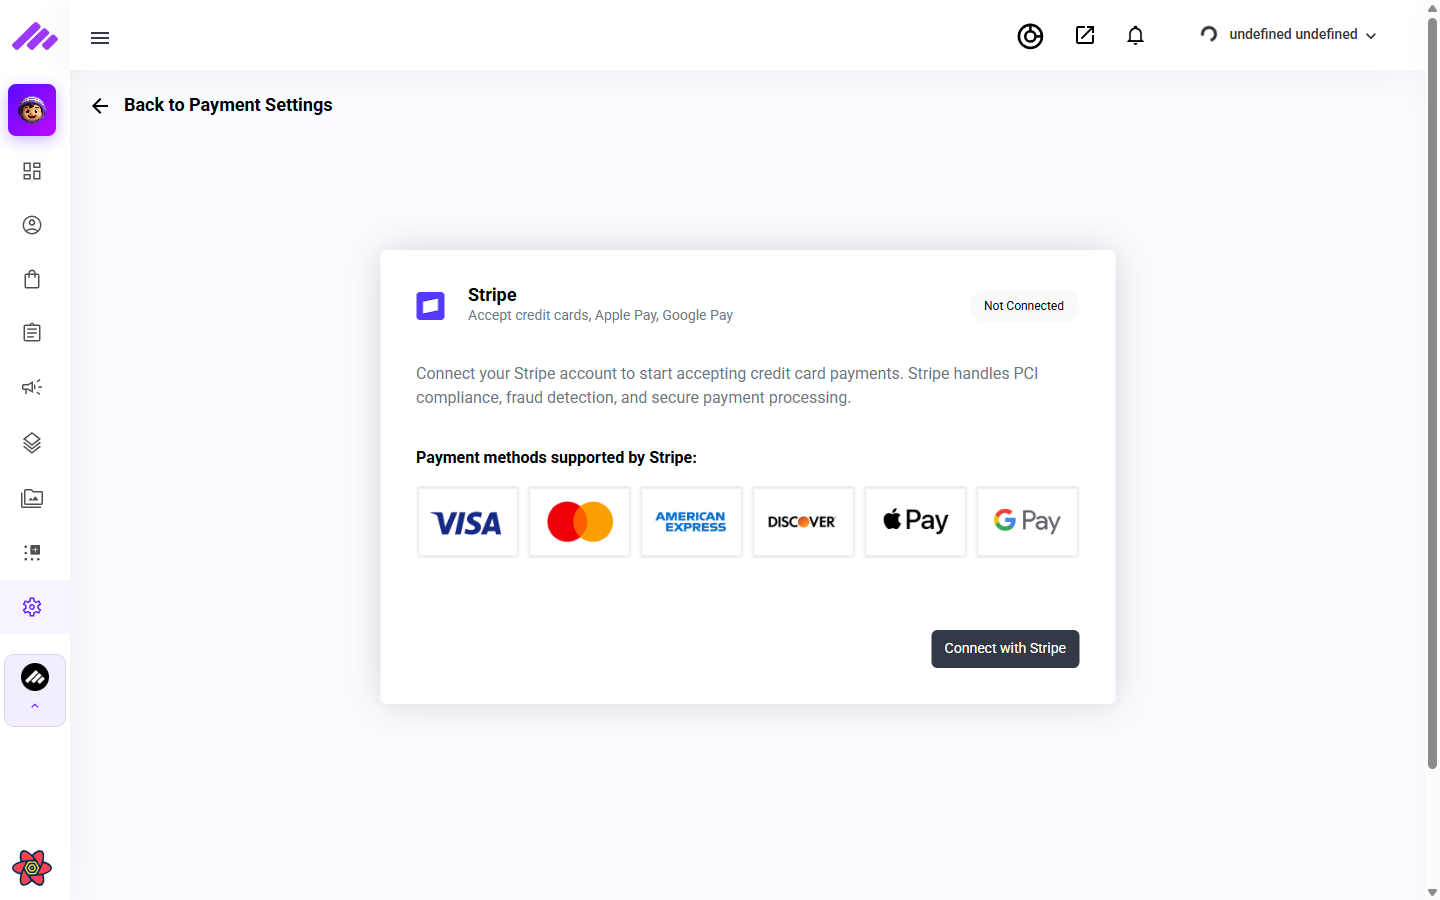 undefined undefined
Back to Payment Settings
Stripe
Accept credit cards, Apple Pay, Google Pay
Not Connected
Connect your Stripe account to start accepting credit card payments. Stripe handles PCI
compliance, fraud detection, and secure payment processing.
Payment methods supported by Stripe:
VISA
AMERICAN
EXPRESS
DISCOVER
Pay
G Pay
Connect with Stripe